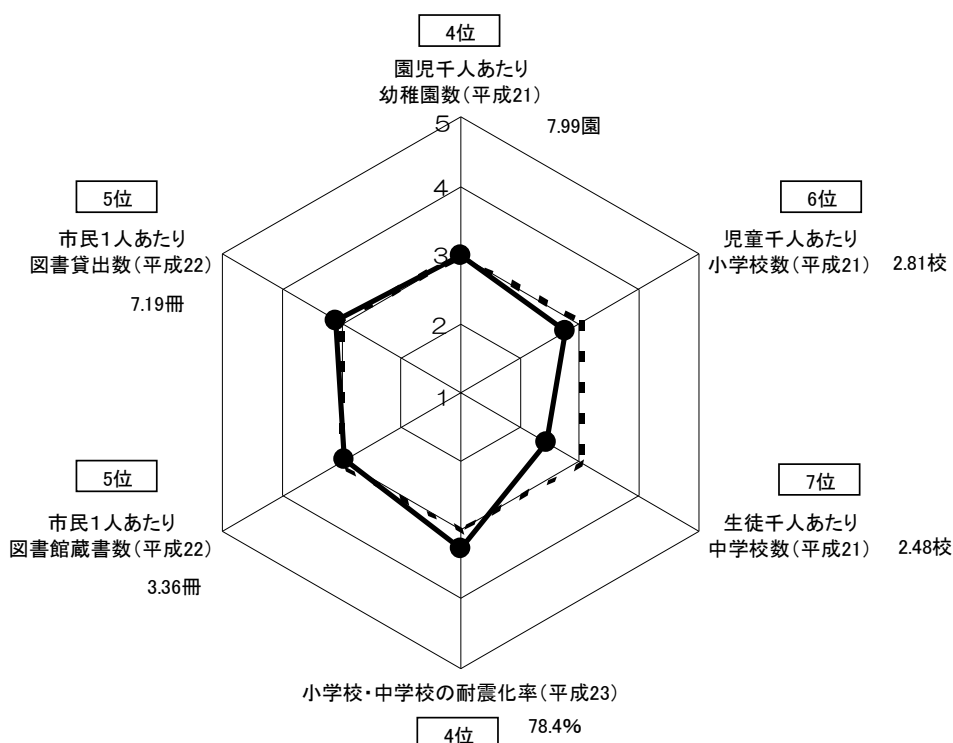 4位
園児千人あたり
幼稚園数(平成21)
7.99園
5
4
3
2
1
6位
児童千人あたり
小学校数(平成21)
2.81校
7位
生徒千人あたり
中学校数(平成21)
2.48校
小学校・中学校の耐震化率(平成23)
4位
78.4%
5位
市民1人あたり
図書館蔵書数(平成22)
3.36冊
5位
市民1人あたり
図書貸出数(平成22)
7.19冊